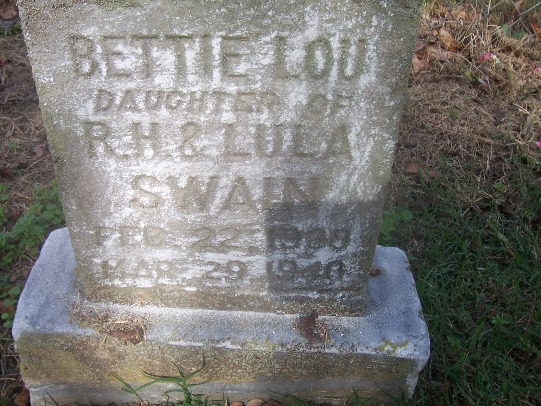 BETTIE LOU
DAUGHTER OF
R.H. & LULA
SWAIN
FEB. 22,
MAR. 29,